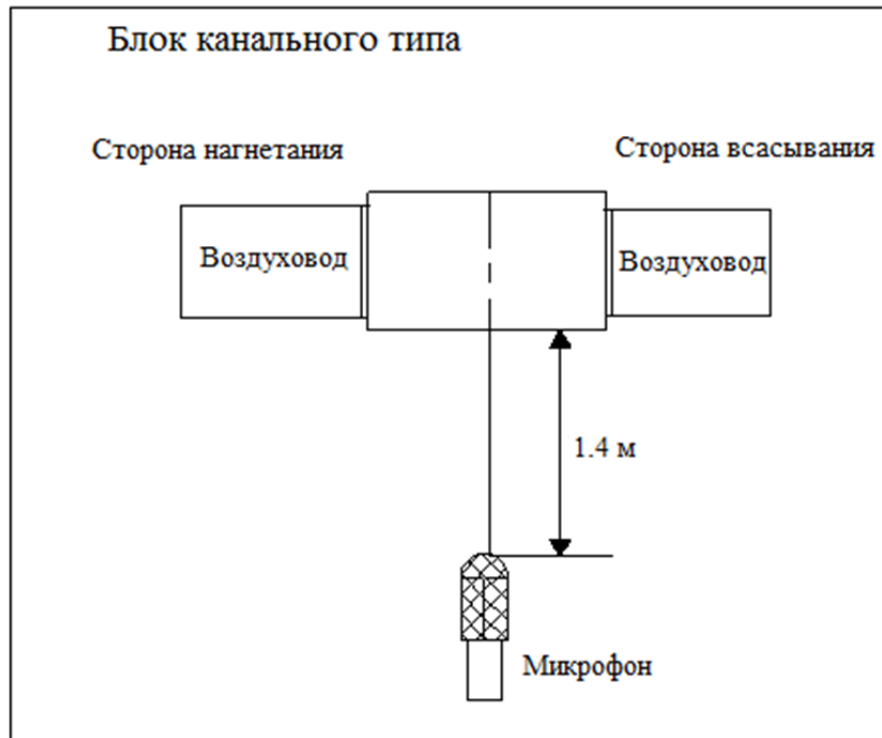 Блок канального типа
Сторона нагнетания
Сторона всасывания
Воздуховод
Воздуховод
1.4 м
Микрофон